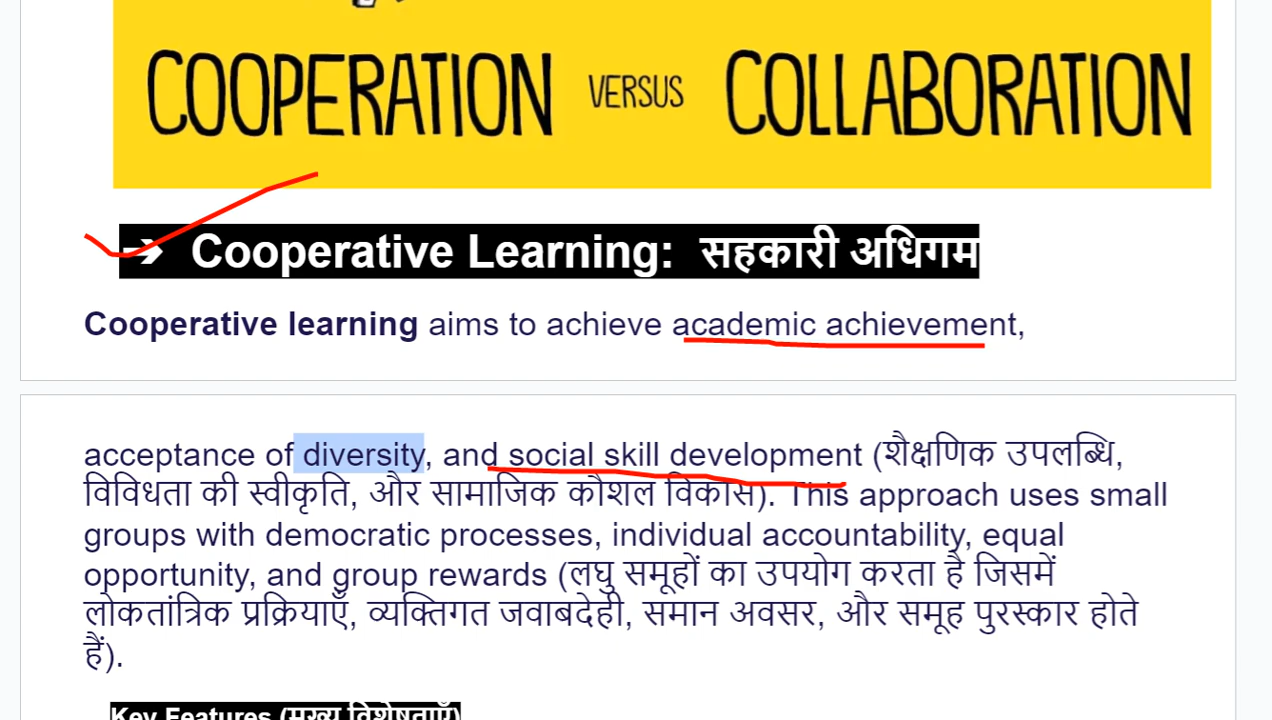 COOPERATION VERSUS COLLABORATION
➔ Cooperative Learning: सहकारी अधिगम
Cooperative learning aims to achieve academic achievement,
acceptance of diversity, and social skill development (शैक्षणिक उपलब्धि,
विविधता की स्वीकृति, और सामाजिक कौशल विकास). This approach uses small
groups with democratic processes, individual accountability, equal
opportunity, and group rewards (लघु समूहों का उपयोग करता है जिसमें
लोकतांत्रिक प्रक्रियाएँ, व्यक्तिगत जवाबदेही, समान अवसर, और समूह पुरस्कार होते
हैं).
Key Features (मुख्य विशेषताएँ)